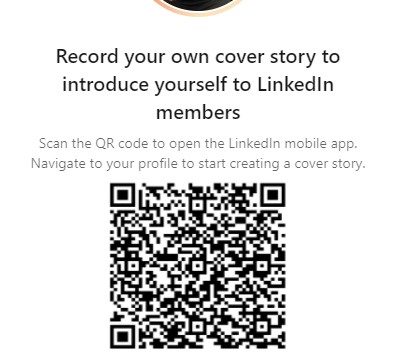 Record your own cover story to
introduce yourself to LinkedIn
members
Scan the QR code to open the LinkedIn mobile app.
Navigate to your profile to start creating a cover story.